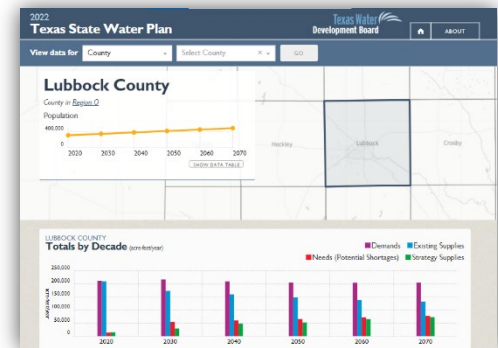 2022
Texas State Water Plan
Texas Water
Development Board
ABOUT
View data for
County
Select County
×
GO
Lubbock County
County in Region O
Population
400,000
0
2020 2030 2040 2050 2060 2070
SHOW DATA TABLE
Hockley
Lubbock
Crosby
LUBBOCK COUNTY
Totals by Decade (acre-feet/year)
Demands Existing Supplies
Needs (Potential Shortages) Strategy Supplies
250,000
200,000
150,000
100,000
50,000
0
acre-feet/year
2020 2030 2040 2050 2060 2070